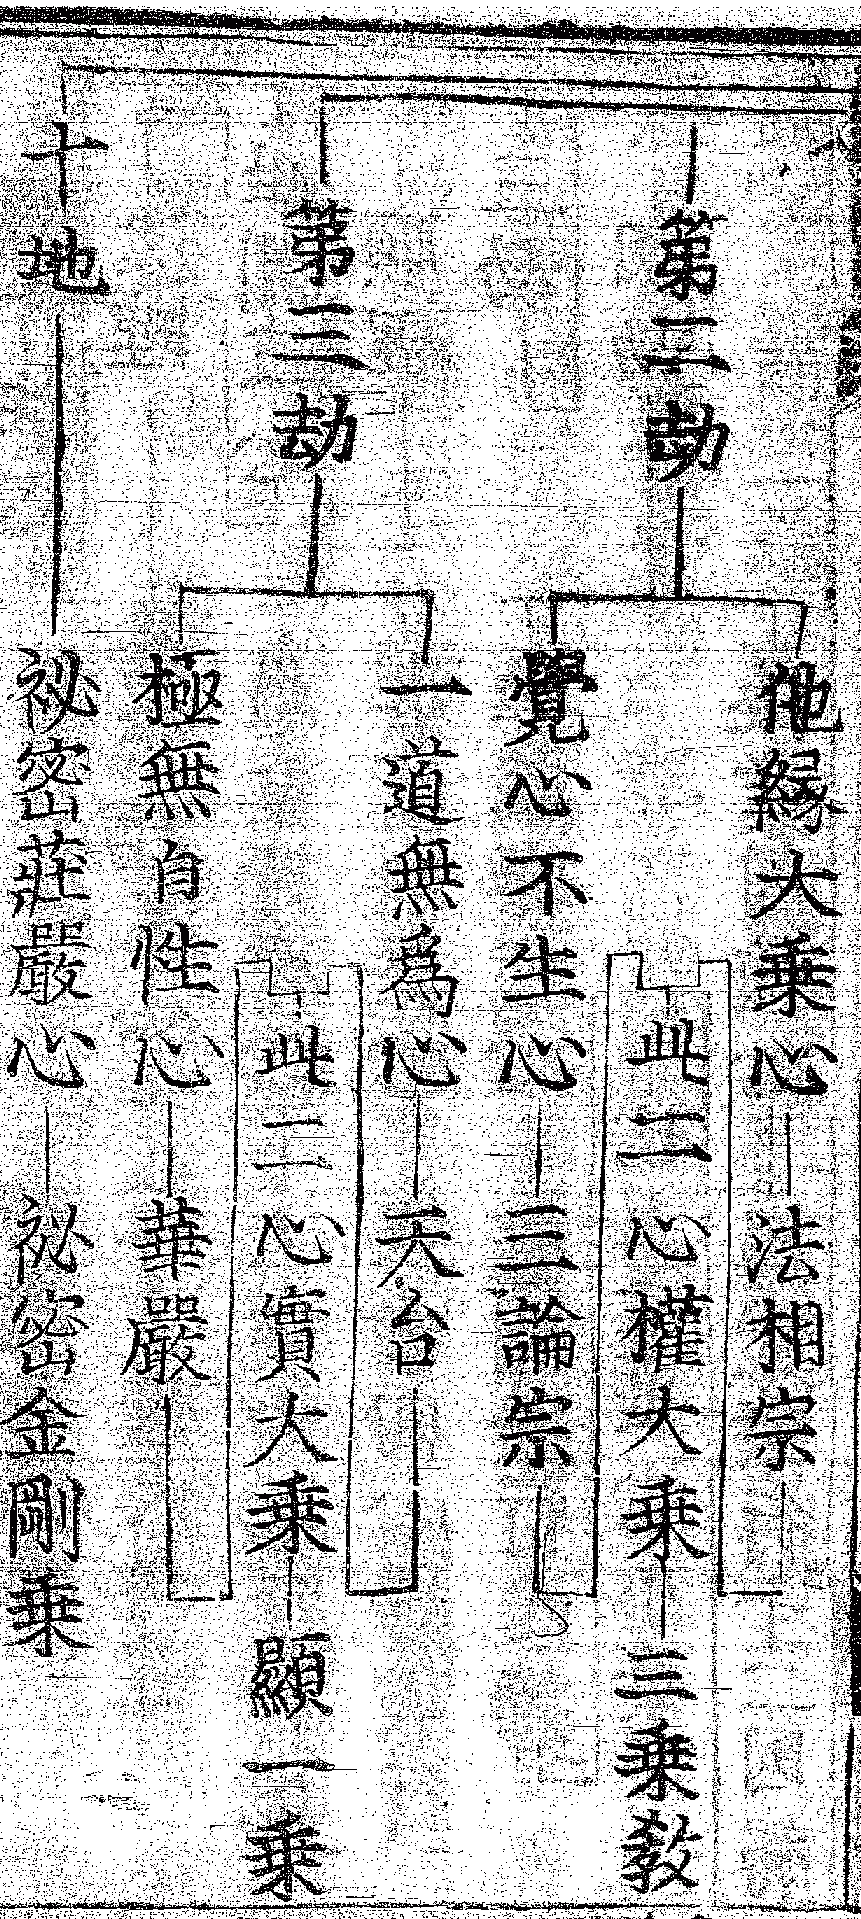 第二劫
他縁大乗心
法相宗
此二心權大乗
三乗教
覺心不生心
三論宗
第三劫
一道無為心
天台
此二心實大乗
顯一乗
極無自性心
華嚴
十地
祕密莊嚴心
祕密金剛乗